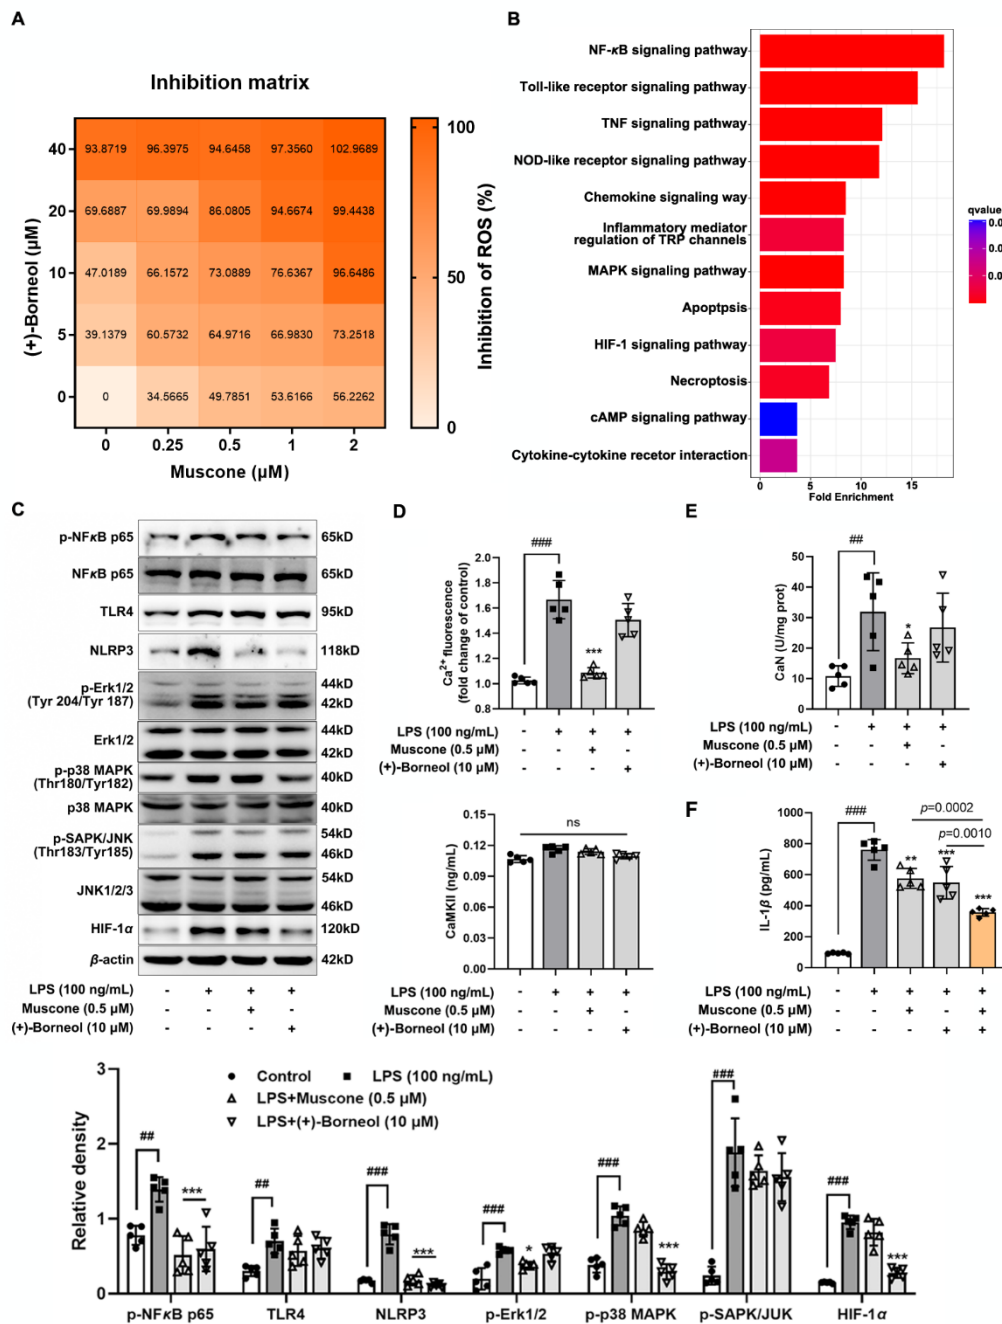 A
Inhibition matrix
(+)-Borneol (μM)
40
93.8719 96.3975 94.6458 97.3560 102.9689
20
69.6887 69.9894 86.0805 94.6674 99.4438
10
47.0189 66.1572 73.0889 76.6367 96.6486
5
39.1379 60.5732 64.9716 66.9830 73.2518
0
0 34.5665 49.7851 53.6166 56.2262
0 0.25 0.5 1 2
Muscone (μM)
100
50
0
Inhibition of ROS (%)
B
NF-κB signaling pathway
Toll-like receptor signaling pathway
TNF signaling pathway
NOD-like receptor signaling pathway
Chemokine signaling way
Inflammatory mediator
regulation of TRP channels
MAPK signaling pathway
Apoptpsis
HIF-1 signaling pathway
Necroptosis
cAMP signaling pathway
Cytokine-cytokine recetor interaction
0 5 10 15
Fold Enrichment
qvalue
0.0
0.0
0.0
C
p-NFκB p65 65kD
NFκB p65 65kD
TLR4 95kD
NLRP3 118kD
p-Erk1/2 44kD
(Tyr 204/Tyr 187) 42kD
Erk1/2 44kD
42kD
p-p38 MAPK
(Thr180/Tyr182) 40kD
p38 MAPK 40kD
p-SAPK/JNK 54kD
(Thr183/Tyr185) 46kD
JNK1/2/3 54kD
46kD
HIF-1α 120kD
β-actin 42kD
LPS (100 ng/mL) - + + +
Muscone (0.5 μM) - - + -
(+)-Borneol (10 μM) - - - +
D
Ca2+ fluorescence
(fold change of control)
2.0
1.8
1.6
1.4
1.2
1.0
0.8
###
***
LPS (100 ng/mL) - + + +
Muscone (0.5 μM) - - + -
(+)-Borneol (10 μM) - - - +
CaMKII (ng/mL)
0.15
0.12
0.09
0.06
0.03
0.00
ns
LPS (100 ng/mL) - + + +
Muscone (0.5 μM) - - + -
(+)-Borneol (10 μM) - - - +
E
CaN (U/mg prot)
50
40
30
20
10
0
##
*
LPS (100 ng/mL) - + + +
Muscone (0.5 μM) - - + -
(+)-Borneol (10 μM) - - - +
F
IL-1β (pg/mL)
1000
800
600
400
200
0
###
p=0.0002
p=0.0010
**
***
***
LPS (100 ng/mL) - + + + +
Muscone (0.5 μM) - - + - +
(+)-Borneol (10 μM) - - - + +
Relative density
3
2
1
0
Control
LPS (100 ng/mL)
LPS+Muscone (0.5 μM)
LPS+(+)-Borneol (10 μM)
## *** ## ### *** ### * ### *** ### ### ***
p-NFκB p65 TLR4 NLRP3 p-Erk1/2 p-p38 MAPK p-SAPK/JUK HIF-1α